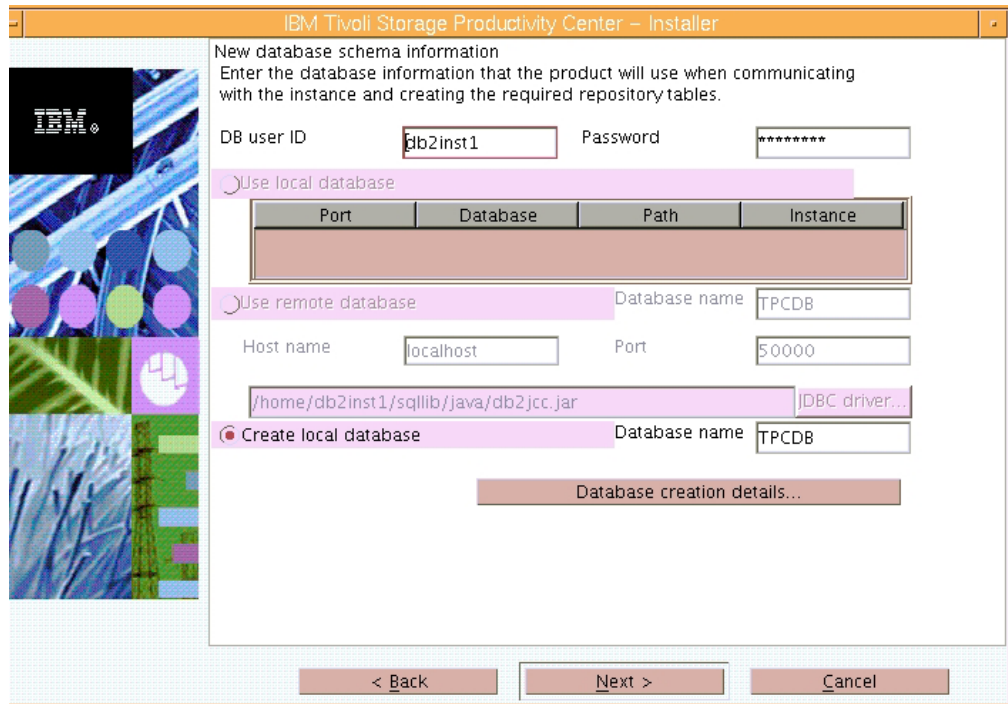 IBM Tivoli Storage Productivity Center – Installer
IBM®
New database schema information
Enter the database information that the product will use when communicating
with the instance and creating the required repository tables.
DB user ID db2inst1 Password ********
Use local database
Port Database Path Instance
Use remote database Database name TPCDB
Host name localhost Port 50000
/home/db2inst1/sqllib/java/db2jcc.jar JDBC driver...
Create local database Database name TPCDB
Database creation details...
< Back Next > Cancel